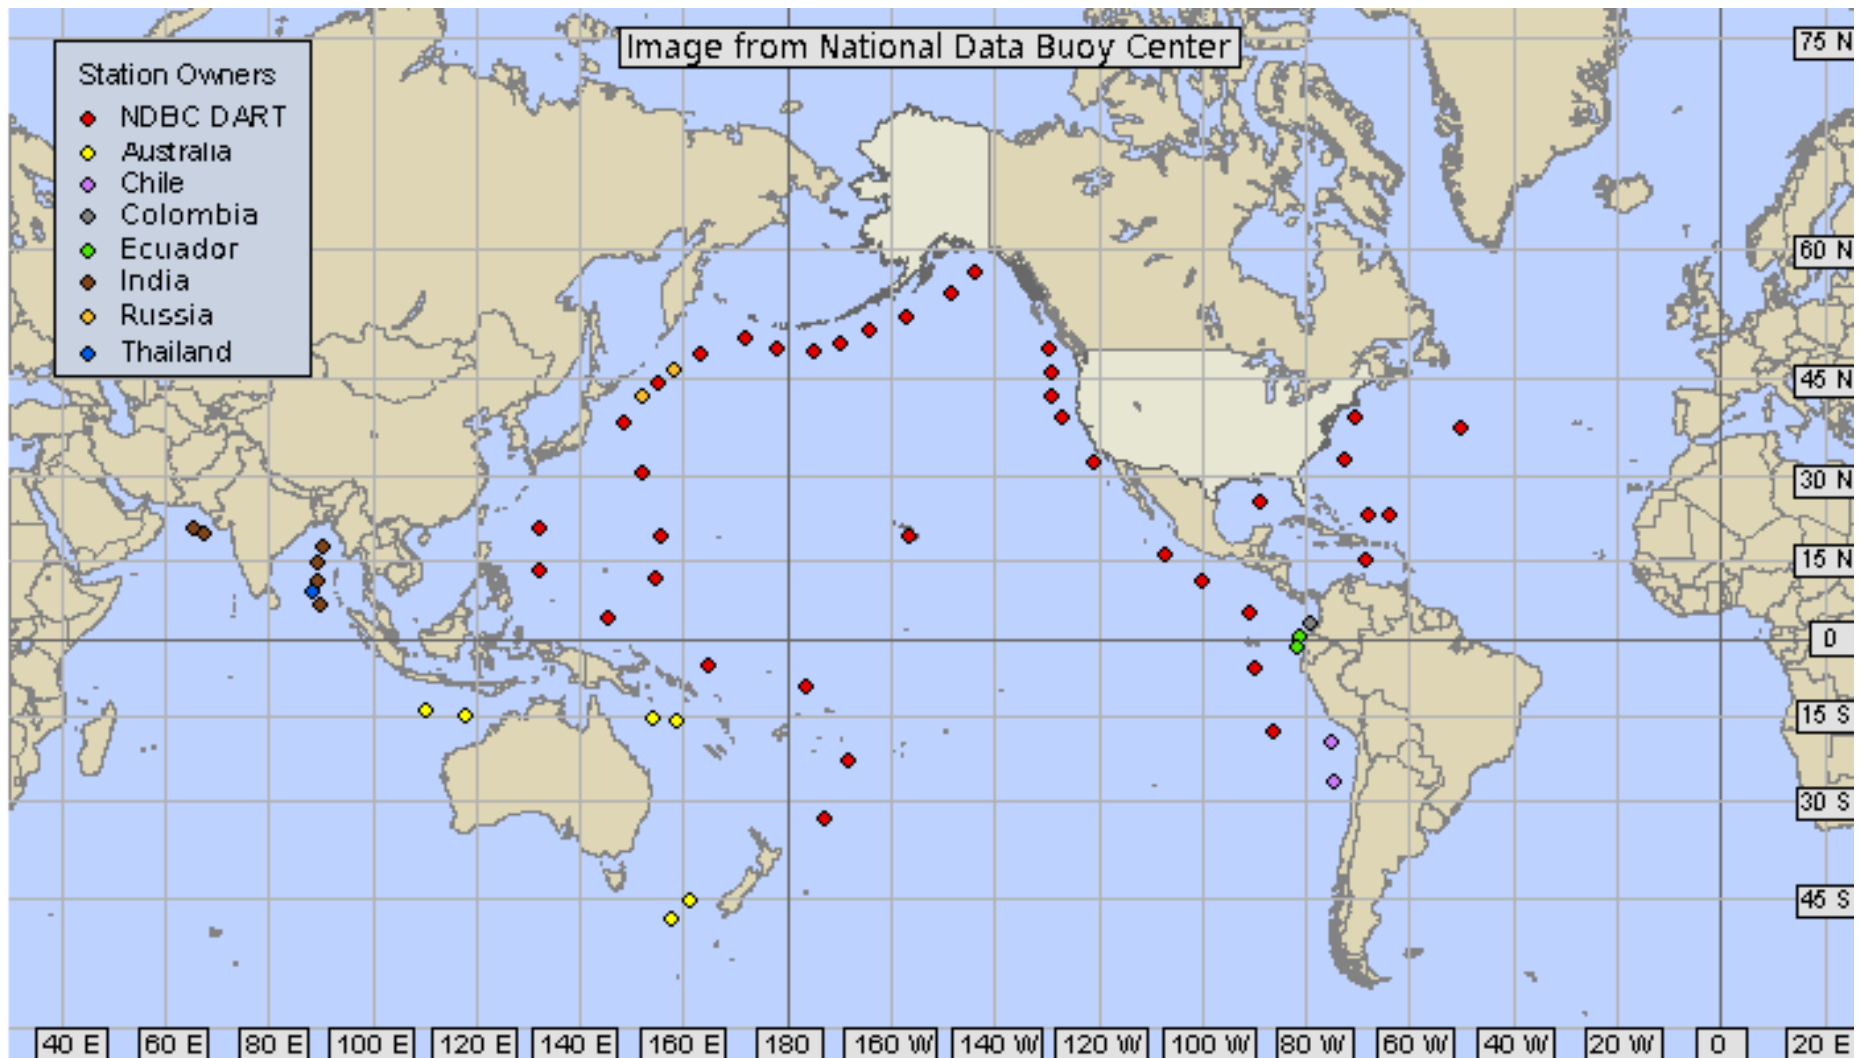 Image from National Data Buoy Center
Station Owners
NDBC DART
Australia
Chile
Colombia
Ecuador
India
Russia
Thailand
75 N
60 N
45 N
30 N
15 N
0
15 S
30 S
45 S
40 E 60 E 80 E 100 E 120 E 140 E 160 E 180 160 W 140 W 120 W 100 W 80 W 60 W 40 W 20 W 0 20 E